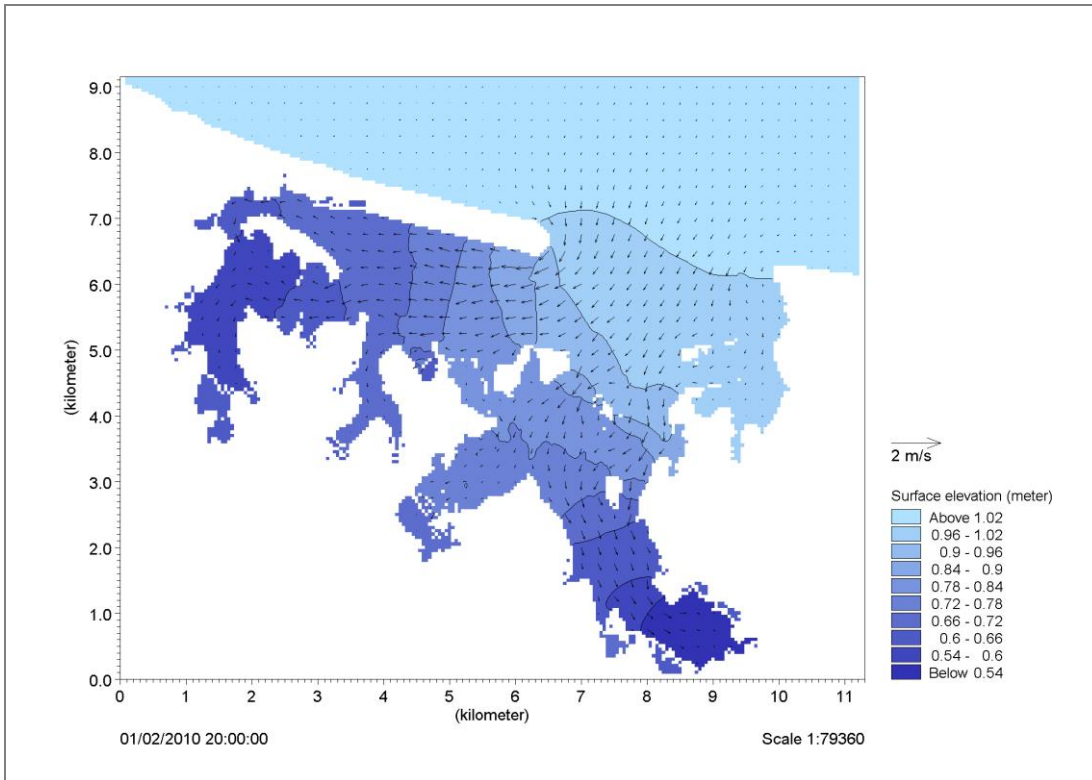 9.0
8.0
7.0
6.0
5.0
4.0
3.0
2.0
1.0
0.0
(kilometer)
0 1 2 3 4 5 6 7 8 9 10 11
(kilometer)
01/02/2010 20:00:00
Scale 1:79360
2 m/s
Surface elevation (meter)
Above 1.02
0.96 - 1.02
0.9 - 0.96
0.84 - 0.9
0.78 - 0.84
0.72 - 0.78
0.66 - 0.72
0.6 - 0.66
0.54 - 0.6
Below 0.54